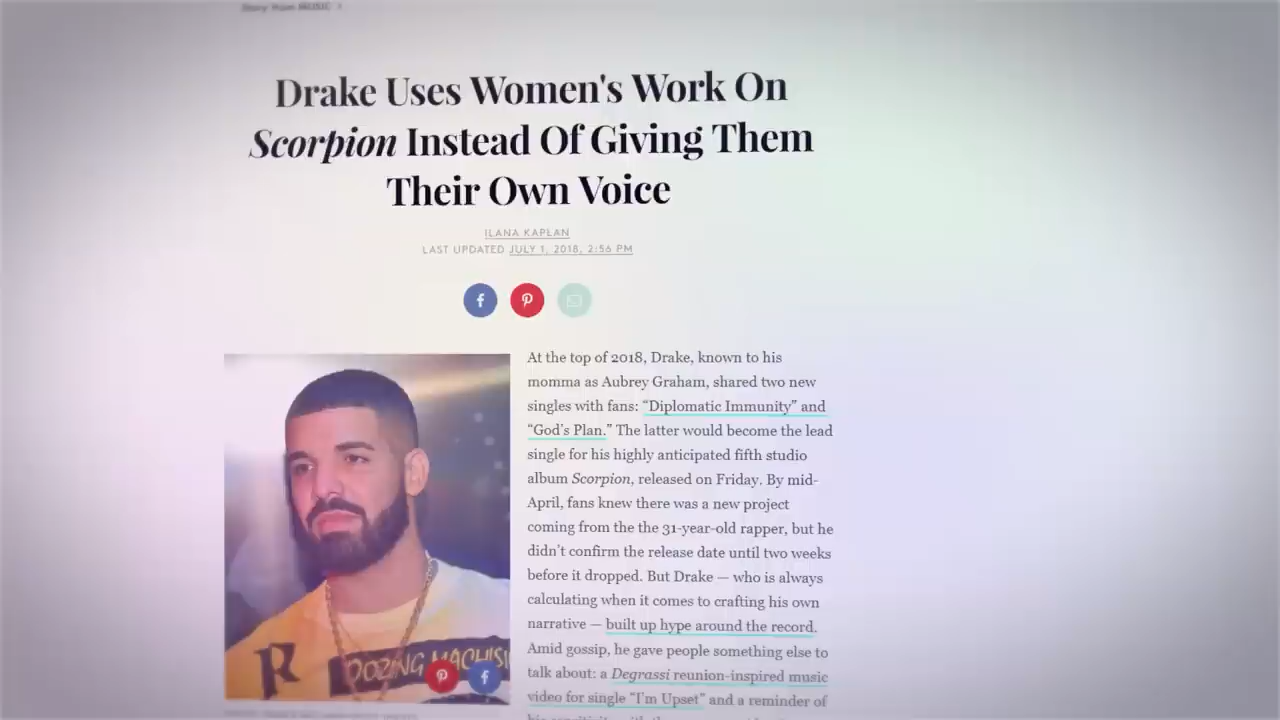 Story from MUSIC
Drake Uses Women's Work On
Scorpion Instead Of Giving Them
Their Own Voice
ILANA KAPLAN
LAST UPDATED JULY 1, 2018, 2:56 PM
At the top of 2018, Drake, known to his
momma as Aubrey Graham, shared two new
singles with fans: “Diplomatic Immunity” and
“God’s Plan.” The latter would become the lead
single for his highly anticipated fifth studio
album Scorpion, released on Friday. By mid-
April, fans knew there was a new project
coming from the the 31-year-old rapper, but he
didn’t confirm the release date until two weeks
before it dropped. But Drake — who is always
calculating when it comes to crafting his own
narrative — built up hype around the record.
Amid gossip, he gave people something else to
talk about: a Degrassi reunion-inspired music
video for single “I’m Upset” and a reminder of
R